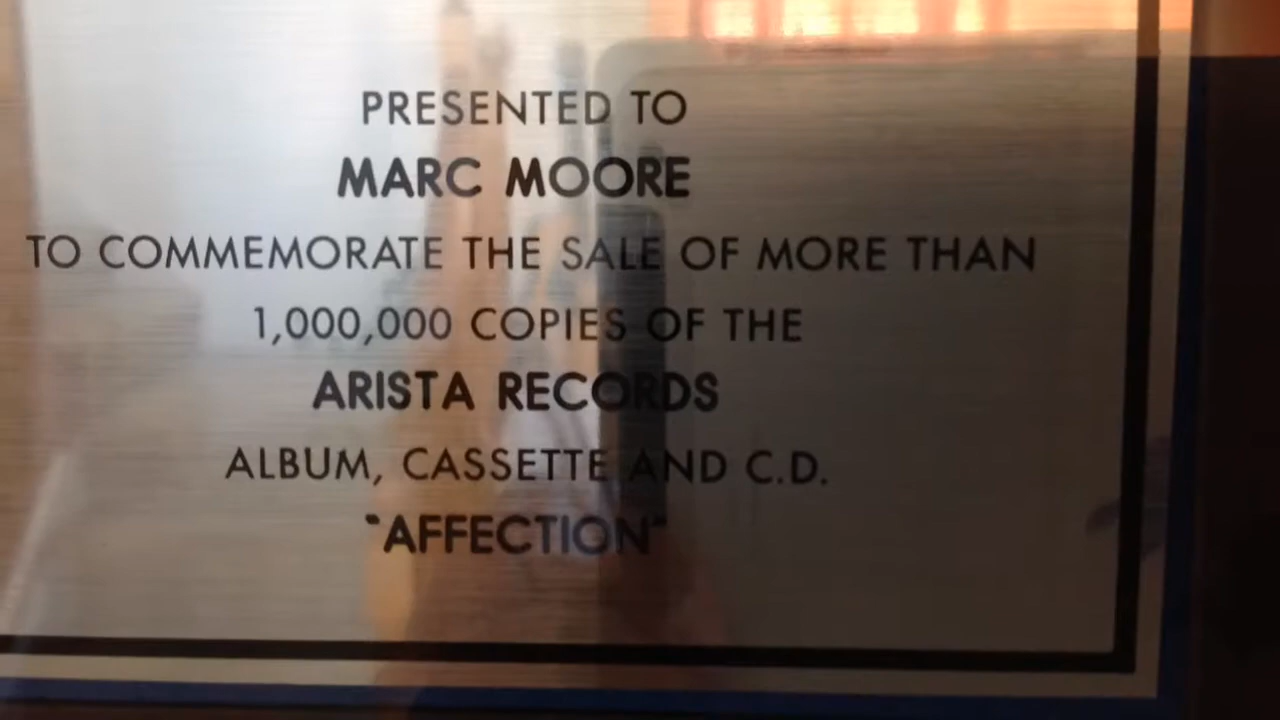 PRESENTED TO
MARC MOORE
TO COMMEMORATE THE SALE OF MORE THAN
1,000,000 COPIES OF THE
ARISTA RECORDS
ALBUM, CASSETTE AND C.D.
"AFFECTION"